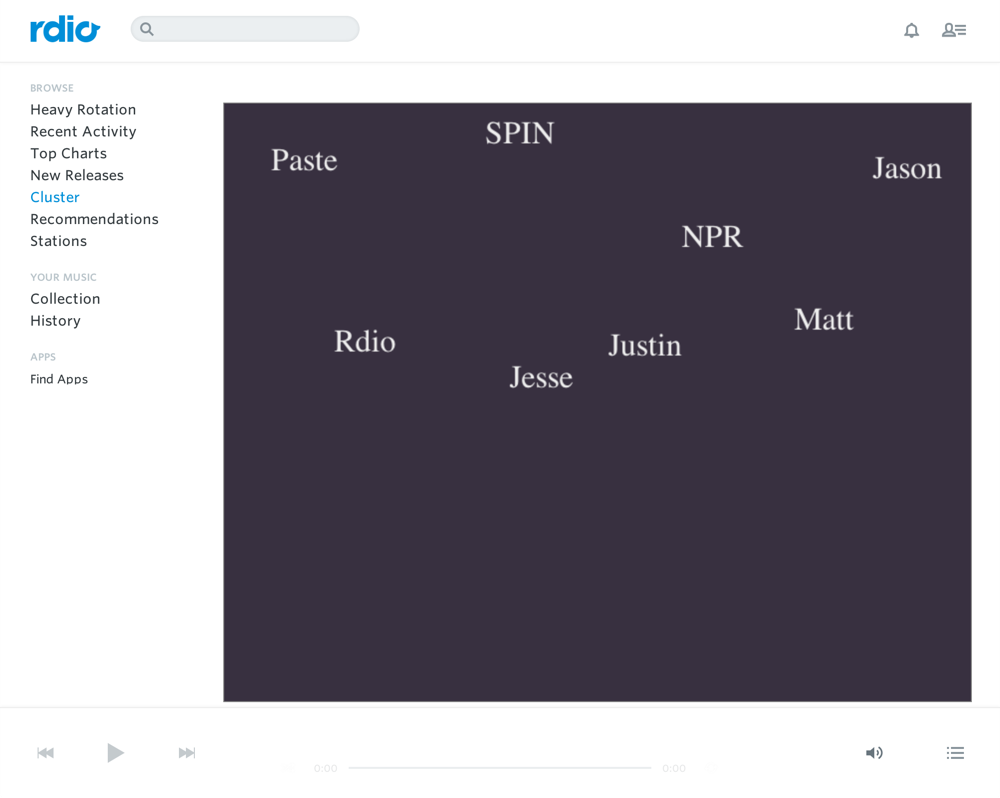 rdio
BROWSE
Heavy Rotation
Recent Activity
Top Charts
New Releases
Cluster
Recommendations
Stations
YOUR MUSIC
Collection
History
APPS
Find Apps
SPIN
Paste
Jason
NPR
Matt
Rdio
Justin
Jesse
0:00
0:00